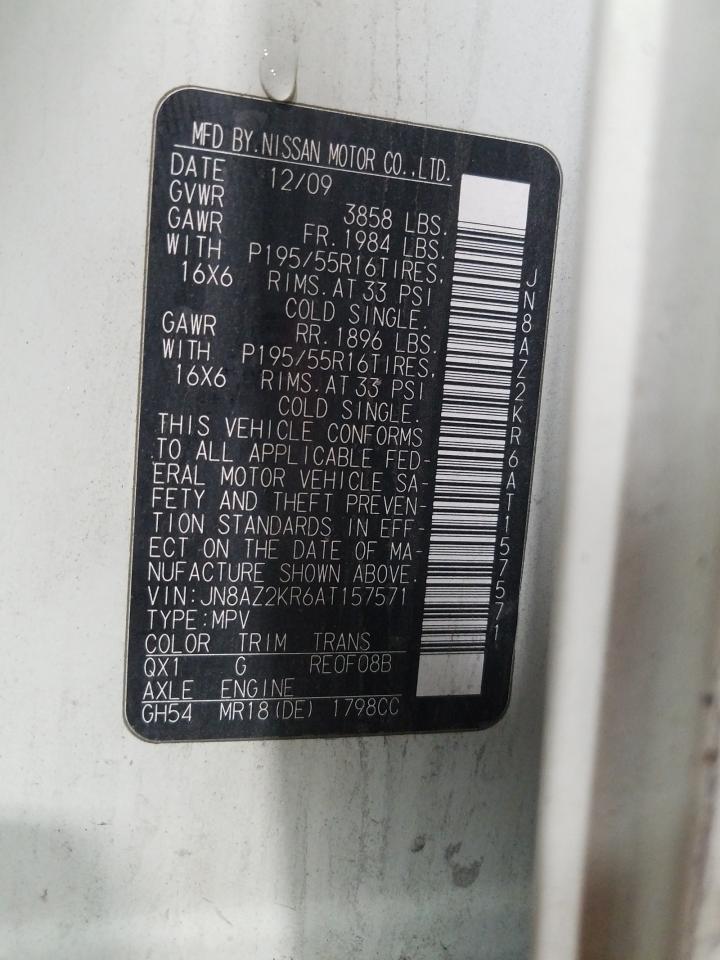 MFD BY.NISSAN MOTOR CO.,LTD.
DATE 12/09
GVWR 3858 LBS.
GAWR FR.1984 LBS.
WITH P195/55R16TIRES,
16X6 RIMS.AT 33 PSI
COLD SINGLE.
GAWR RR.1896 LBS.
WITH P195/55R16TIRES,
16X6 RIMS.AT 33 PSI
COLD SINGLE.
THIS VEHICLE CONFORMS
TO ALL APPLICABLE FED-
ERAL MOTOR VEHICLE SA-
FETY AND THEFT PREVEN-
TION STANDARDS IN EFF-
ECT ON THE DATE OF MA-
NUFACTURE SHOWN ABOVE.
VIN:JN8AZ2KR6AT157571
TYPE:MPV
COLOR TRIM TRANS
QX1 G RE0F08B
AXLE ENGINE
GH54 MR18(DE) 1798CC
JN8AZ2KR6AT157571